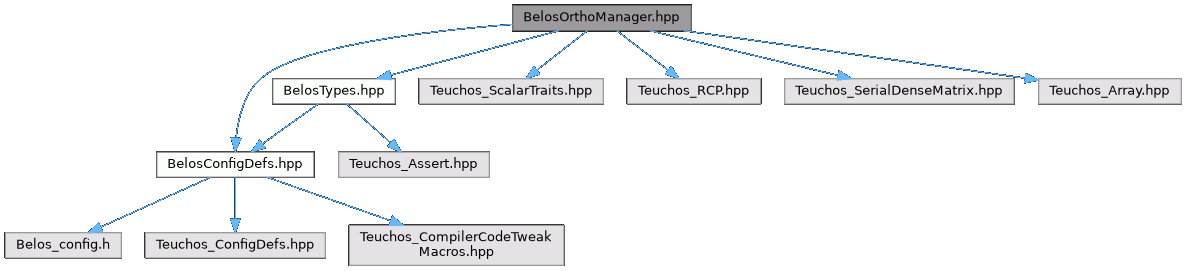 BelosOrthoManager.hpp
BelosTypes.hpp
Teuchos_ScalarTraits.hpp
Teuchos_RCP.hpp
Teuchos_SerialDenseMatrix.hpp
Teuchos_Array.hpp
BelosConfigDefs.hpp
Teuchos_Assert.hpp
Belos_config.h
Teuchos_ConfigDefs.hpp
Teuchos_CompilerCodeTweak
Macros.hpp